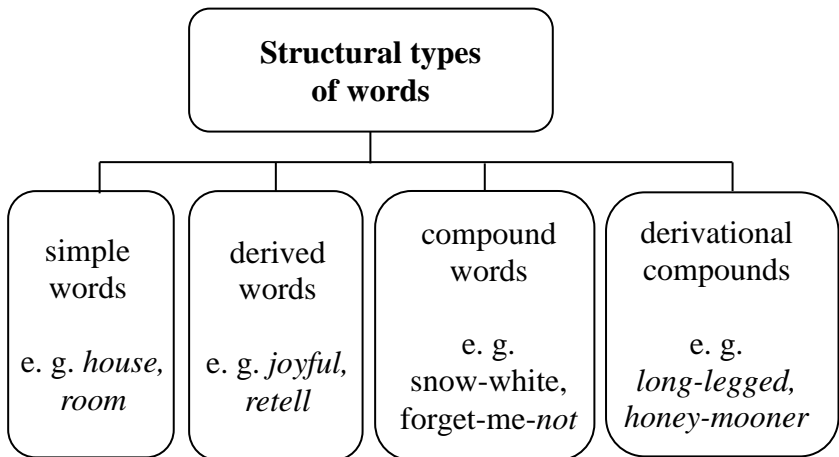 Structural types
of words
simple
words
e. g. house,
room
derived
words
e. g. joyful,
retell
compound
words
e. g.
snow-white,
forget-me-not
derivational
compounds
e. g.
long-legged,
honey-mooner